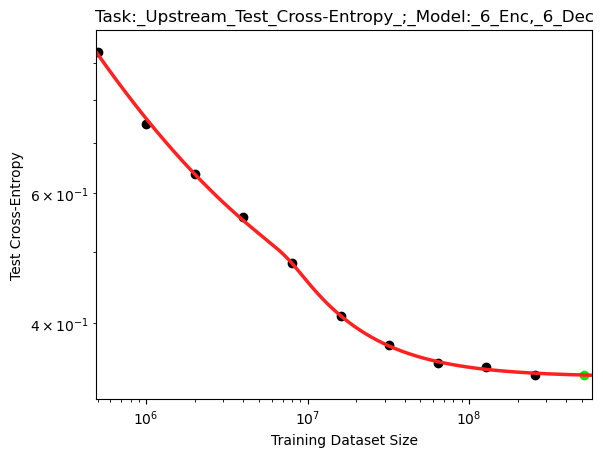 Task:_Upstream_Test_Cross-Entropy_;_Model:_6_Enc,_6_Dec
Test Cross-Entropy
6 × 10⁻¹
4 × 10⁻¹
10⁶ 10⁷ 10⁸
Training Dataset Size